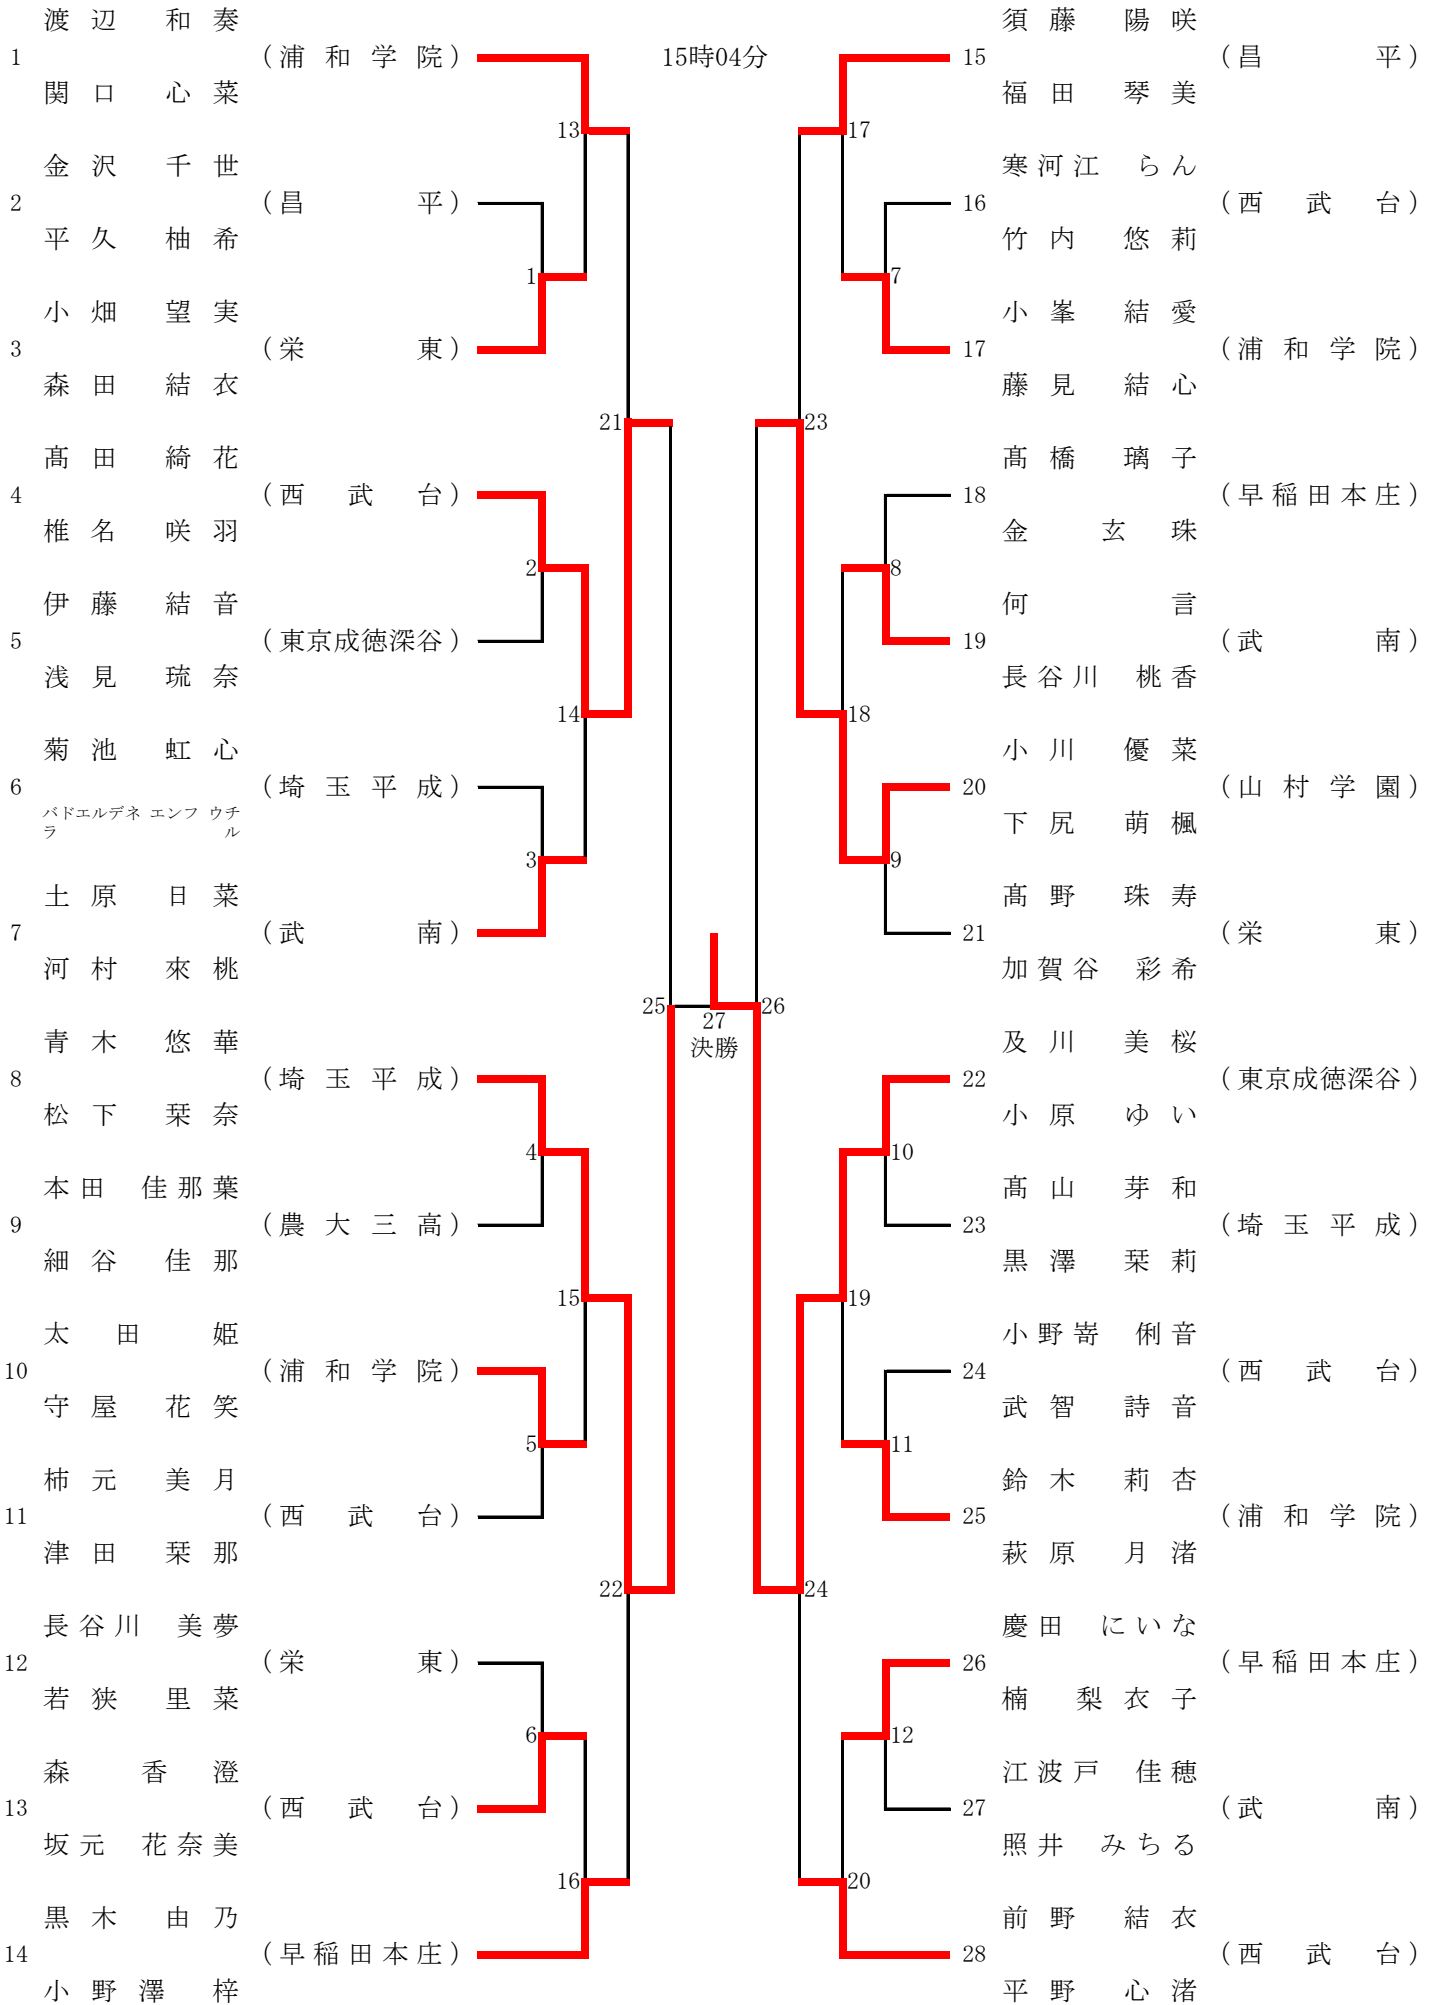 渡辺 和奏
1 (浦和学院)
関口 心菜
金沢 千世
2 (昌平)
平久 柚希
小畑 望実
3 (栄東)
森田 結衣
髙田 綺花
4 (西武台)
椎名 咲羽
伊藤 結音
5 (東京成徳深谷)
浅見 琉奈
菊池 虹心
6 (埼玉平成)
バドエルデネ エンフ ウチ
ラ ル
土原 日菜
7 (武南)
河村 來桃
青木 悠華
8 (埼玉平成)
松下 栞奈
本田 佳那葉
9 (農大三高)
細谷 佳那
太田 姫
10 (浦和学院)
守屋 花笑
柿元 美月
11 (西武台)
津田 栞那
長谷川 美夢
12 (栄東)
若狭 里菜
森 香澄
13 (西武台)
坂元 花奈美
黒木 由乃
14 (早稲田本庄)
小野澤 梓
15時04分
13
1
21
2
14
3
25
4
15
5
22
6
16
27
決勝
17
7
23
8
18
9
26
10
19
11
24
12
20
須藤 陽咲
15 (昌平)
福田 琴美
寒河江 らん
16 (西武台)
竹内 悠莉
小峯 結愛
17 (浦和学院)
藤見 結心
髙橋 璃子
18 (早稲田本庄)
金 玄珠
何 言
19 (武南)
長谷川 桃香
小川 優菜
20 (山村学園)
下尻 萌楓
髙野 珠寿
21 (栄東)
加賀谷 彩希
及川 美桜
22 (東京成徳深谷)
小原 ゆい
髙山 芽和
23 (埼玉平成)
黒澤 栞莉
小野嵜 俐音
24 (西武台)
武智 詩音
鈴木 莉杏
25 (浦和学院)
萩原 月渚
慶田 にいな
26 (早稲田本庄)
楠 梨衣子
江波戸 佳穂
27 (武南)
照井 みちる
前野 結衣
28 (西武台)
平野 心渚